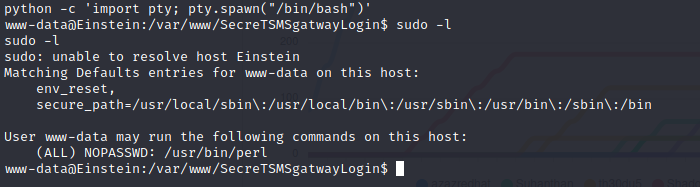 python -c 'import pty; pty.spawn("/bin/bash")'
www-data@Einstein:/var/www/SecreTSMSgatwayLogin$ sudo -l
sudo -l
sudo: unable to resolve host Einstein
Matching Defaults entries for www-data on this host:
    env_reset,
    secure_path=/usr/local/sbin\:/usr/local/bin\:/usr/sbin\:/usr/bin\:/sbin\:/bin

User www-data may run the following commands on this host:
    (ALL) NOPASSWD: /usr/bin/perl
www-data@Einstein:/var/www/SecreTSMSgatwayLogin$